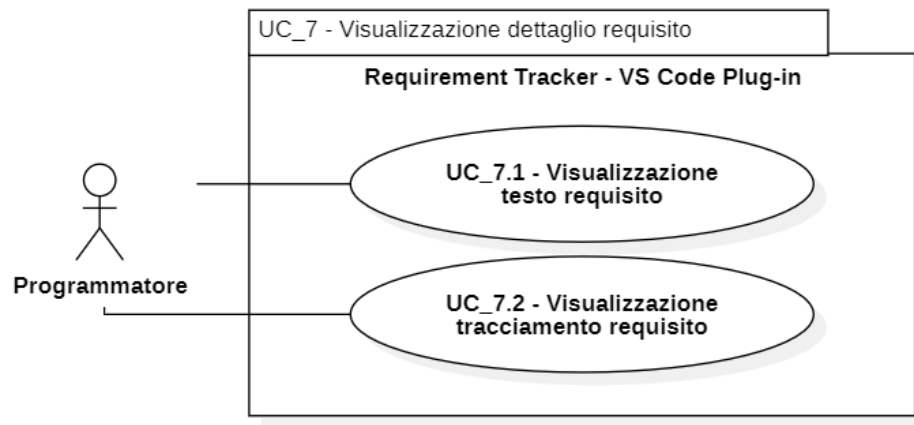 UC_7 - Visualizzazione dettaglio requisito
Requirement Tracker - VS Code Plug-in
UC_7.1 - Visualizzazione
testo requisito
Programmatore
UC_7.2 - Visualizzazione
tracciamento requisito